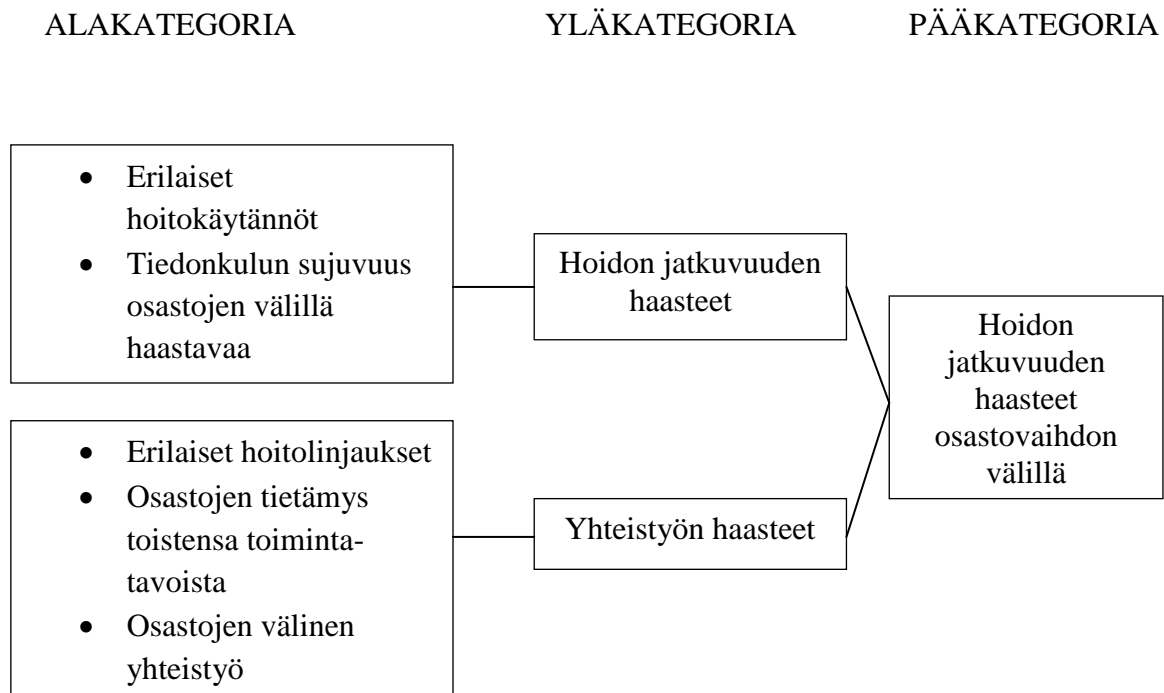 ALAKATEGORIA YLÄKATEGORIA PÄÄKATEGORIA
• Erilaiset
hoitokäytännöt
• Tiedonkulun sujuvuus
osastojen välillä
haastavaa
Hoidon jatkuvuuden
haasteet
• Erilaiset hoitolinjaukset
• Osastojen tietämys
toistensa toiminta-
tavoista
• Osastojen välinen
yhteistyö
Yhteistyön haasteet
Hoidon
jatkuvuuden
haasteet
osastovaihdon
välillä